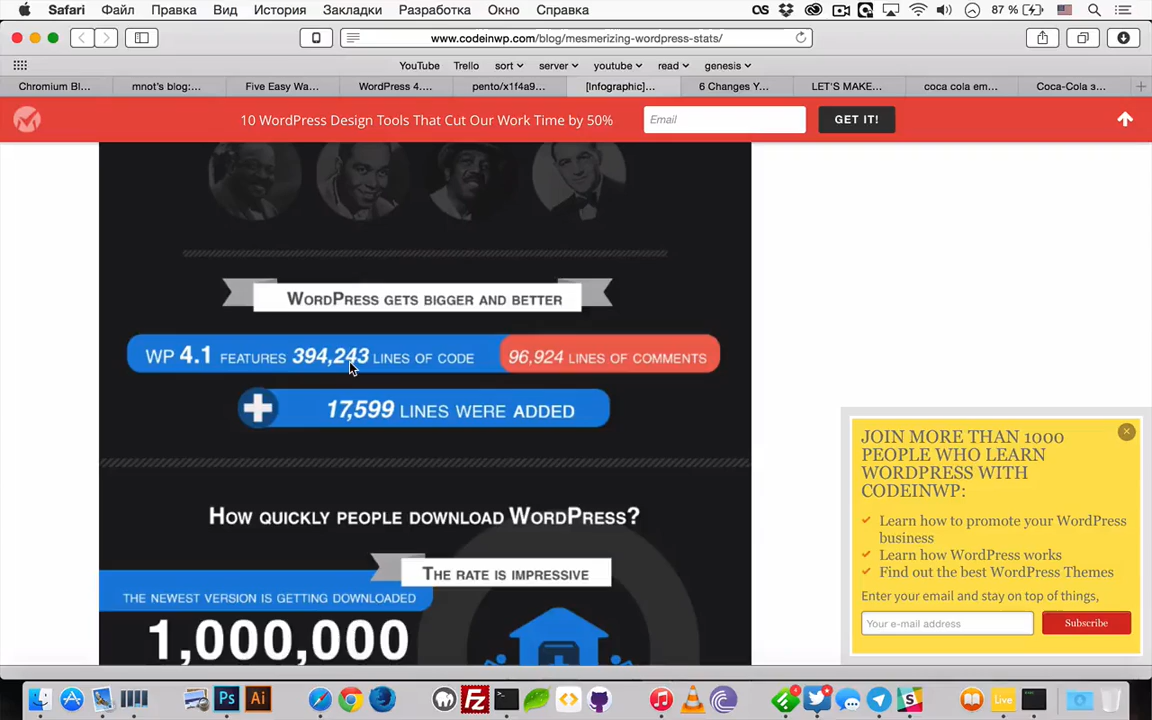 Safari Файл Правка Вид История Закладки Разработка Окно Справка 87 %
www.codeinwp.com/blog/mesmerizing-wordpress-stats/
YouTube Trello sort server youtube read genesis
Chromium Bl... mnot's blog:... Five Easy Wa... WordPress 4.... pento/x1f4a9... [Infographic]... 6 Changes Y... LET'S MAKE... coca cola em... Coca-Cola з...
10 WordPress Design Tools That Cut Our Work Time by 50% Email GET IT!
WordPress gets bigger and better
WP 4.1 features 394,243 lines of code 96,924 lines of comments
17,599 lines were added
How quickly people download WordPress?
The rate is impressive
the newest version is getting downloaded
1,000,000
JOIN MORE THAN 1000
PEOPLE WHO LEARN
WORDPRESS WITH
CODEINWP:
Learn how to promote your WordPress
business
Learn how WordPress works
Find out the best WordPress Themes
Enter your email and stay on top of things,
Your e-mail address Subscribe
Ps Ai Fz Live